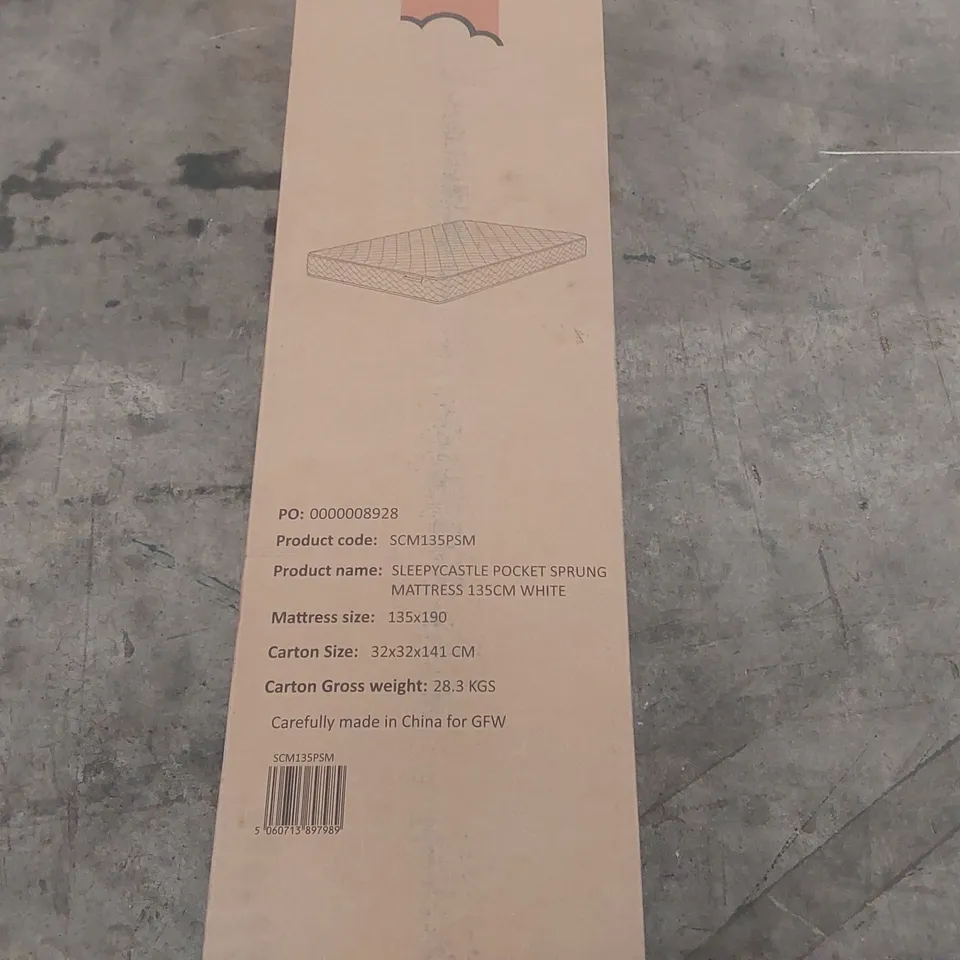 PO: 0000008928
Product code: SCM135PSM
Product name: SLEEPYCASTLE POCKET SPRUNG
MATTRESS 135CM WHITE
Mattress size: 135x190
Carton Size: 32x32x141 CM
Carton Gross weight: 28.3 KGS
Carefully made in China for GFW
SCM135PSM
5 060713 897989